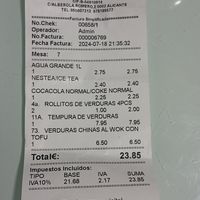 C/ALBEROLA ROMERO,2 0003 ALICANTE
Factura Simplificada
No.Chek: 00658/1
Operador: Admin
No.Factura: 000006769
Fecha Factura: 2024-07-18 21:35:32
Mesa:
AGUA GRANDE 1L
1 2.75 2.75
NESTEA/ICE TEA
1 2.40 2.40
COCACOLA NORMAL/COKE NORMAL
1 2.25 2.25
4a. ROLLITOS DE VERDURAS 4PCS
1 2.00 2.00
11A. TEMPURA DE VERDURAS
1 7.95 7.95
73. VERDURAS CHINAS AL WOK CON
TOFU
1 6.50 6.50
Total€: 23.85
Impuestos Incluidos:
TIPO BASE IVA SUMA
IVA10% 21.68 2.17 23.85